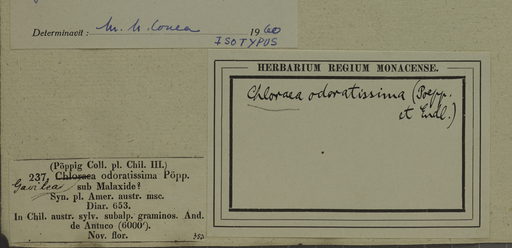 Determinavit: M. N. Correa 1960
ISOTYPUS
HERBARIUM REGIUM MONACENSE.
Chloraea odoratissima (Poepp.
et Endl.)
(Pöppig Coll. pl. Chil. III.)
237. Chloraea odoratissima Pöpp.
Gavilea
sub Malaxide?
Syn. pl. Amer. austr. msc.
Diar. 653.
In Chil. austr. sylv. subalp. graminos. And.
de Antuco (6000').
Nov. flor.